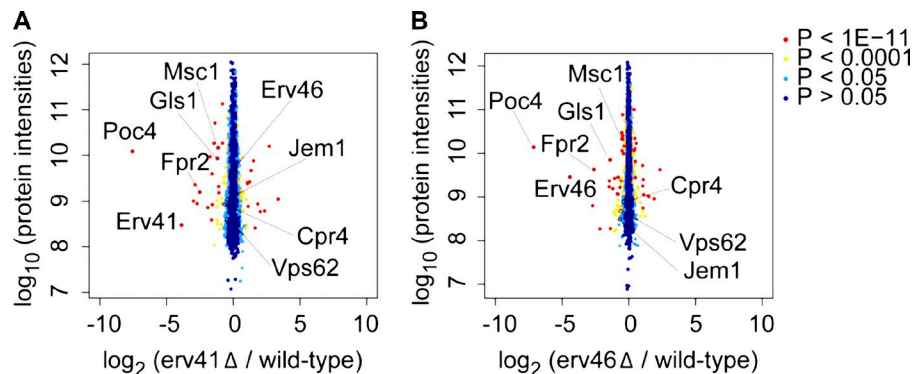 A
log10 (protein intensities)
12
11
10
9
8
7
Msc1
Gls1
Erv46
Poc4
Fpr2
Jem1
Erv41
Cpr4
Vps62
-10 -5 0 5 10
log2 (erv41Δ / wild-type)
B
log10 (protein intensities)
12
11
10
9
8
7
Msc1
Poc4
Gls1
Fpr2
Erv46
Cpr4
Vps62
Jem1
-10 -5 0 5 10
log2 (erv46Δ / wild-type)
P < 1E−11
P < 0.0001
P < 0.05
P > 0.05